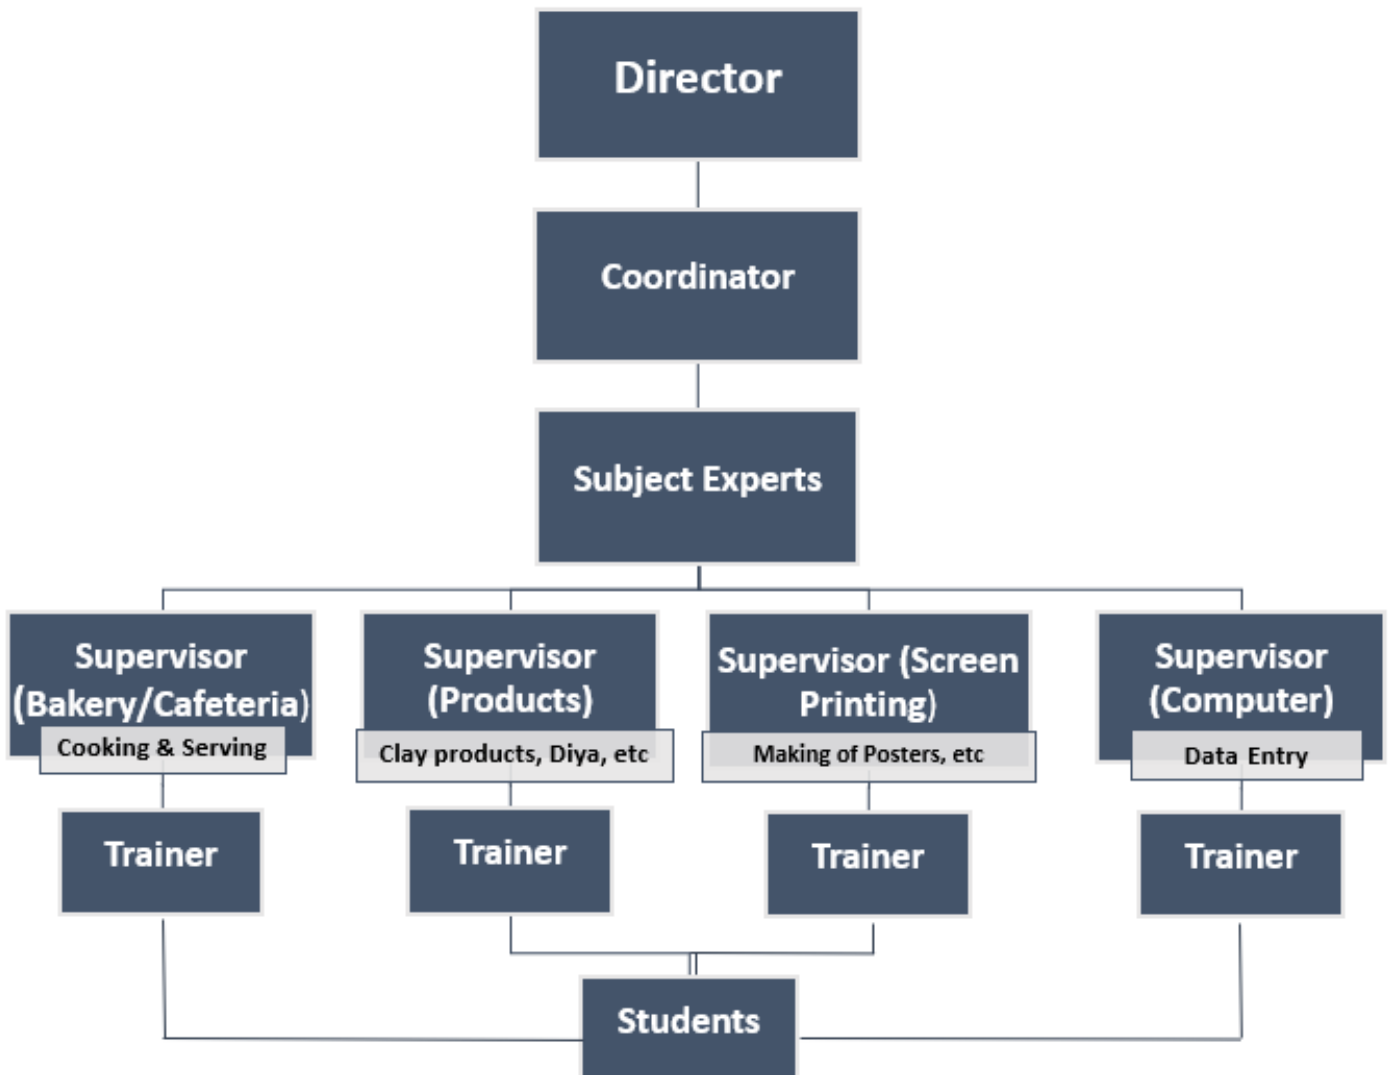 Director
Coordinator
Subject Experts
Supervisor
(Bakery/Cafeteria)
Cooking & Serving
Supervisor
(Products)
Clay products, Diya, etc
Supervisor (Screen
Printing)
Making of Posters, etc
Supervisor
(Computer)
Data Entry
Trainer
Trainer
Trainer
Trainer
Students